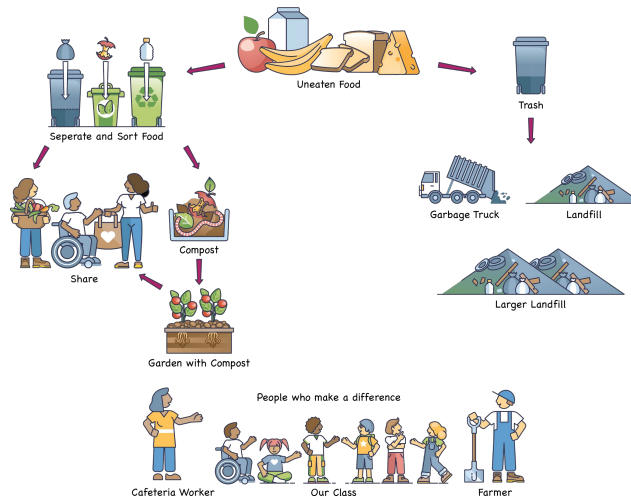 Uneaten Food
Trash
Seperate and Sort Food
Garbage Truck
Landfill
Compost
Share
Larger Landfill
Garden with Compost
People who make a difference
Cafeteria Worker
Our Class
Farmer